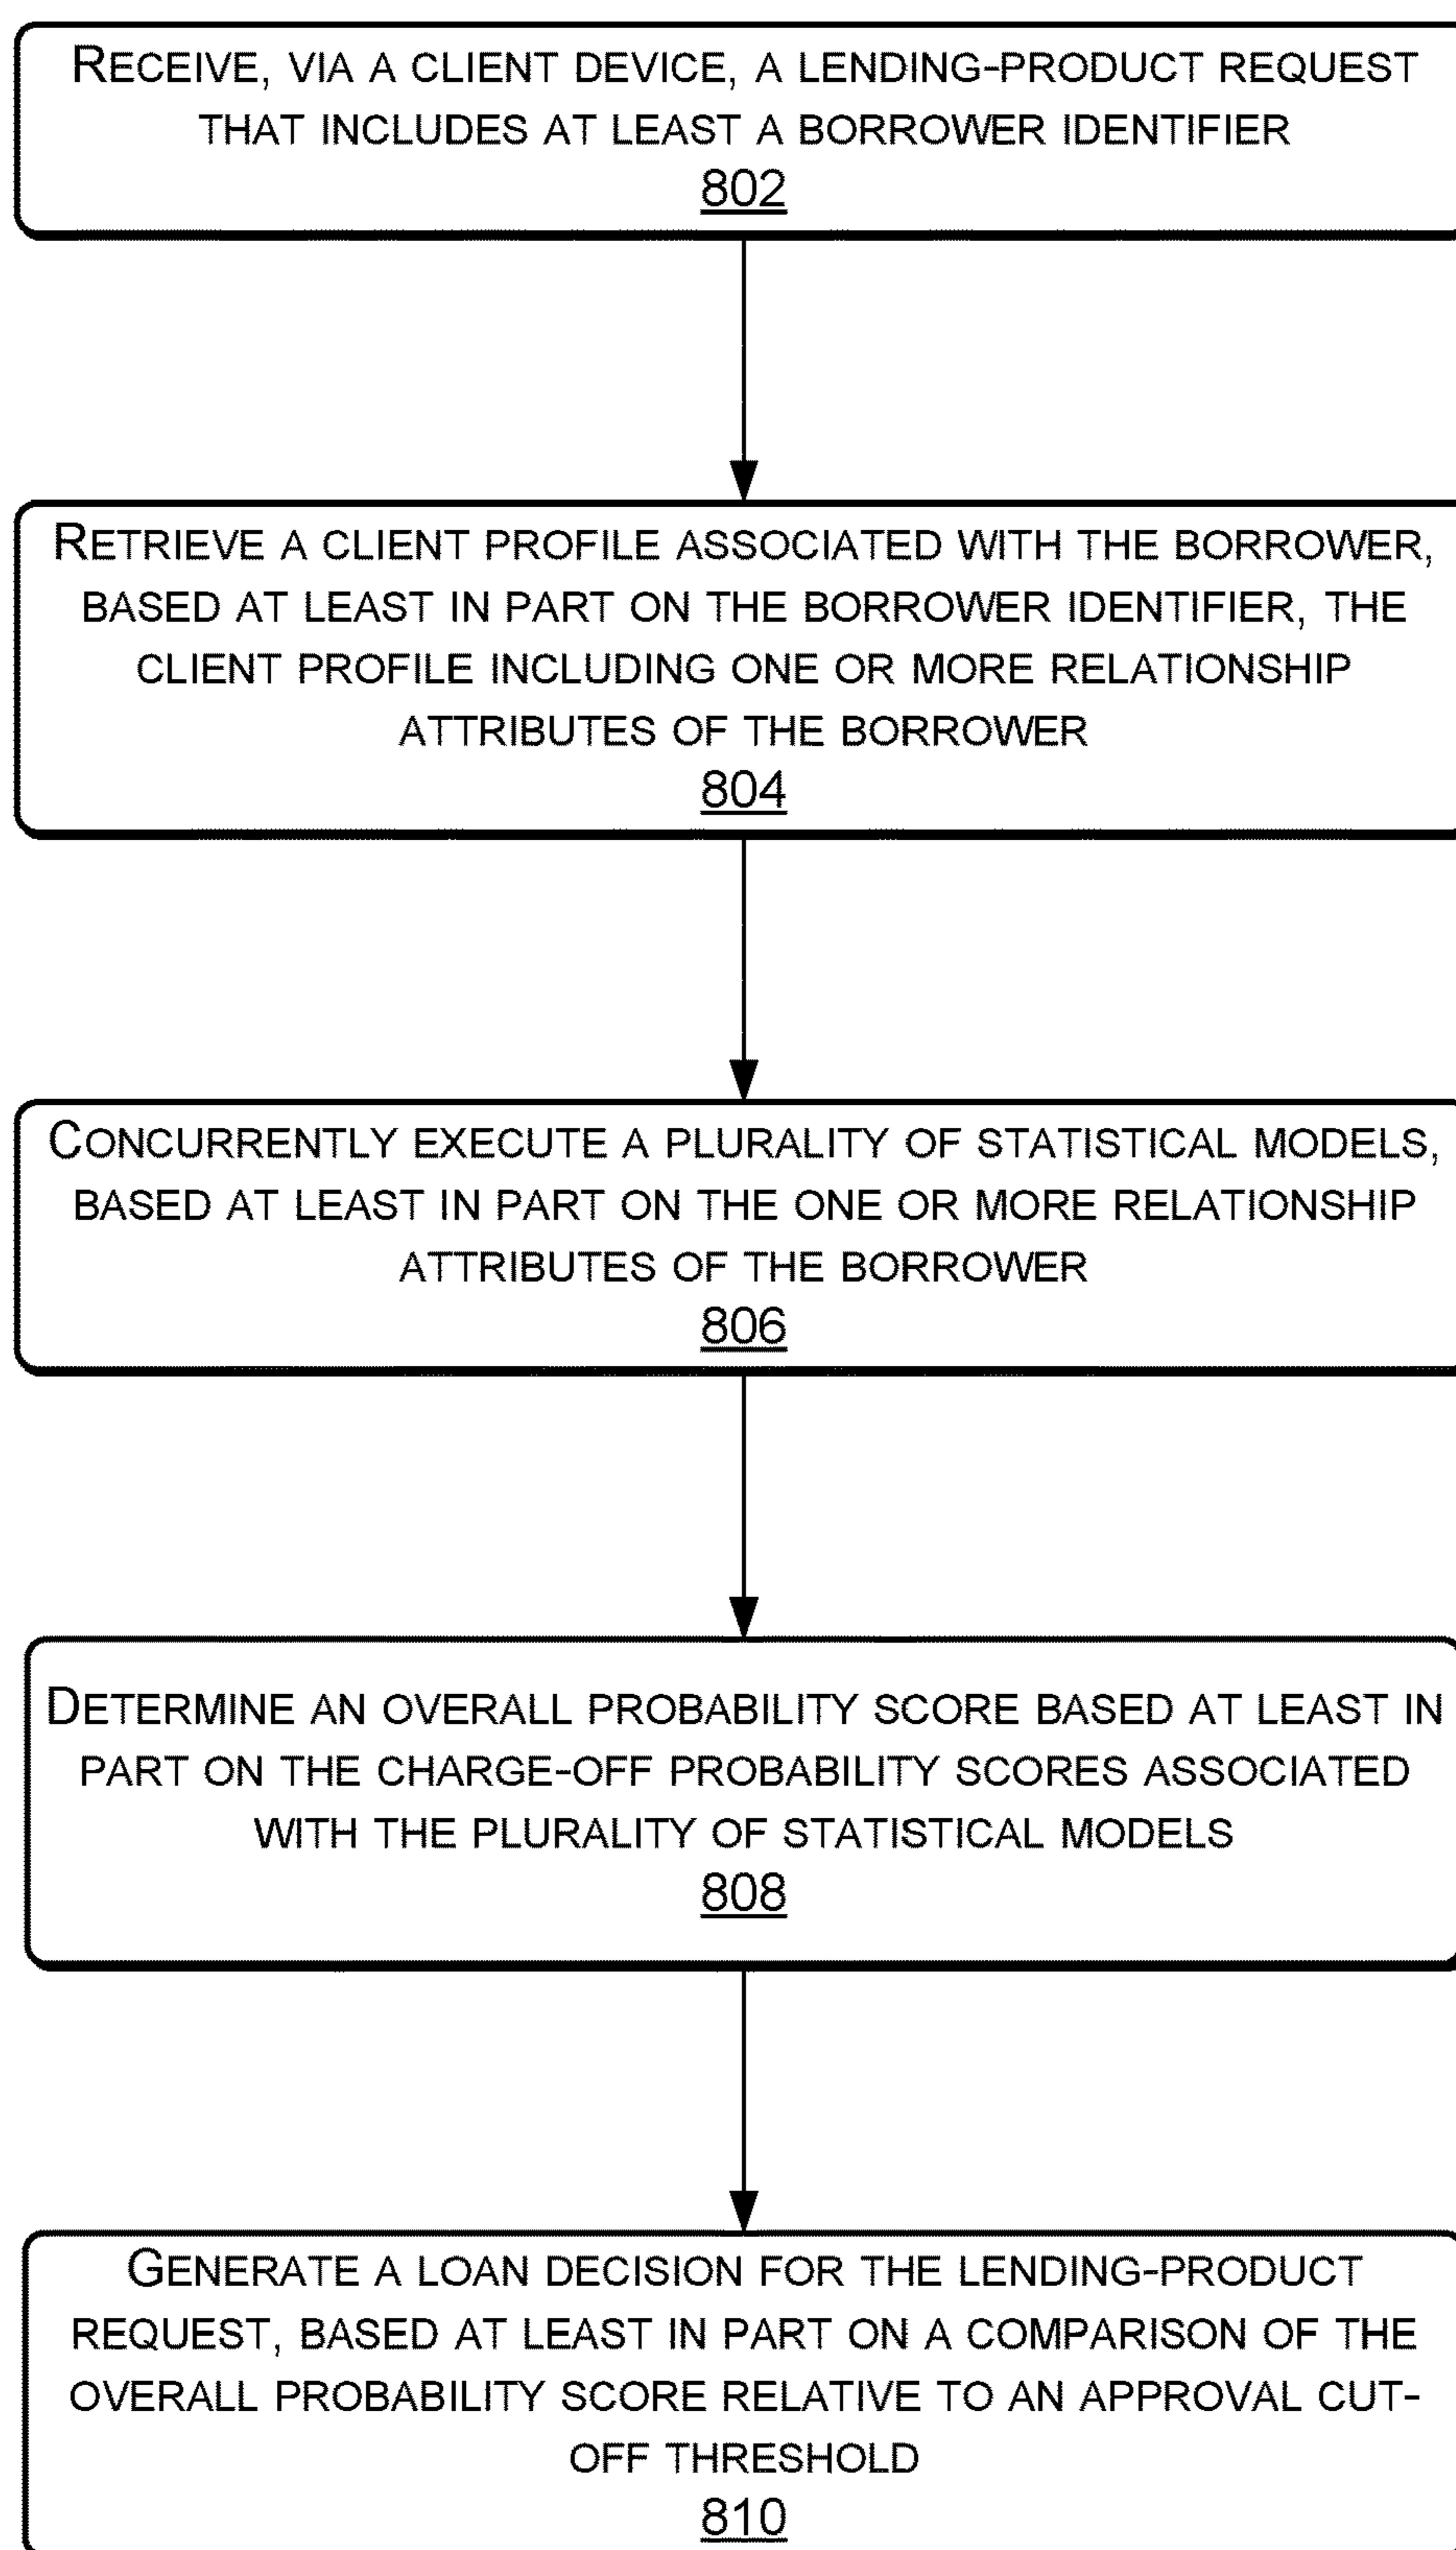 RECEIVE, VIA A CLIENT DEVICE, A LENDING-PRODUCT REQUEST
THAT INCLUDES AT LEAST A BORROWER IDENTIFIER
802
RETRIEVE A CLIENT PROFILE ASSOCIATED WITH THE BORROWER,
BASED AT LEAST IN PART ON THE BORROWER IDENTIFIER, THE
CLIENT PROFILE INCLUDING ONE OR MORE RELATIONSHIP
ATTRIBUTES OF THE BORROWER
804
CONCURRENTLY EXECUTE A PLURALITY OF STATISTICAL MODELS,
BASED AT LEAST IN PART ON THE ONE OR MORE RELATIONSHIP
ATTRIBUTES OF THE BORROWER
806
DETERMINE AN OVERALL PROBABILITY SCORE BASED AT LEAST IN
PART ON THE CHARGE-OFF PROBABILITY SCORES ASSOCIATED
WITH THE PLURALITY OF STATISTICAL MODELS
808
GENERATE A LOAN DECISION FOR THE LENDING-PRODUCT
REQUEST, BASED AT LEAST IN PART ON A COMPARISON OF THE
OVERALL PROBABILITY SCORE RELATIVE TO AN APPROVAL CUT-
OFF THRESHOLD
810